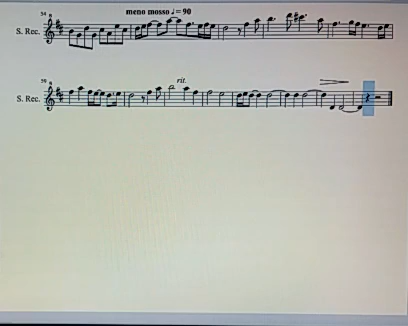 54
meno mosso ♩ = 90
S. Rec.
59
rit.
S. Rec.